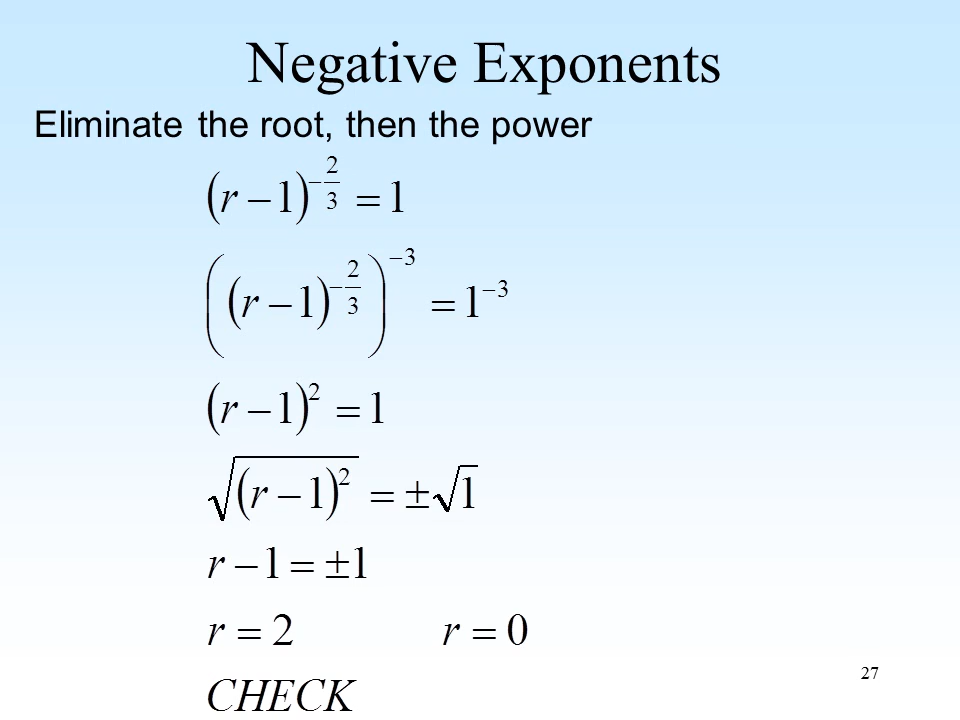 Negative Exponents
Eliminate the root, then the power
(r − 1)^(−2/3) = 1
((r − 1)^(−2/3))^(−3) = 1^(−3)
(r − 1)^2 = 1
√((r − 1)^2) = ±√1
r − 1 = ±1
r = 2 r = 0
CHECK
27